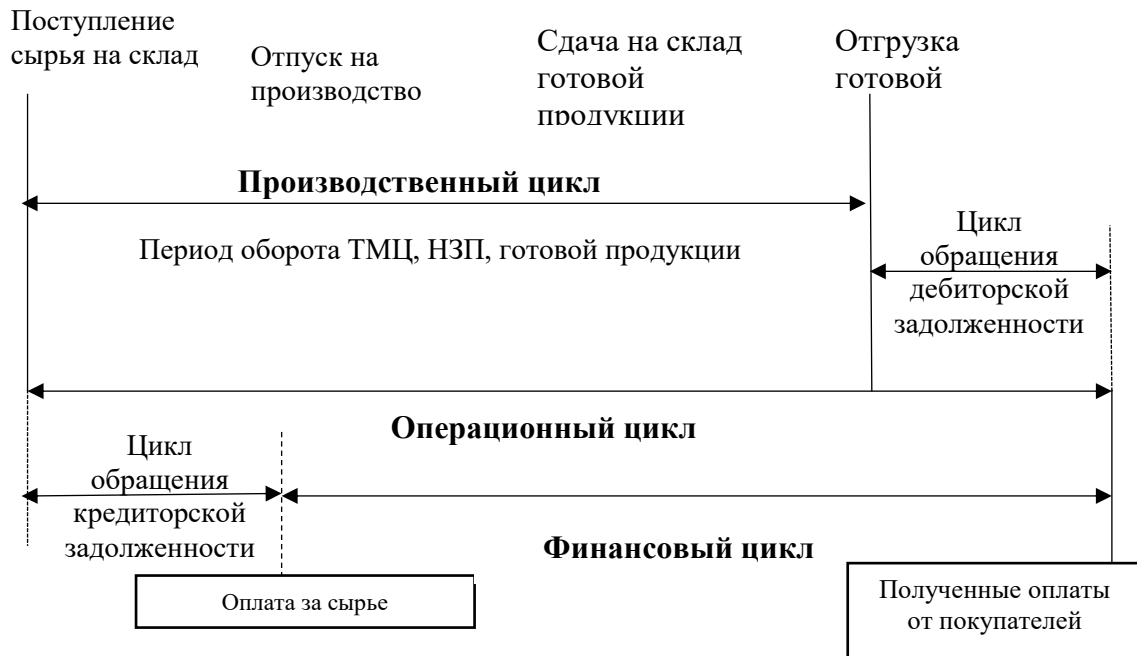 Поступление
сырья на склад
Отпуск на
производство
Сдача на склад
готовой
продукции
Отгрузка
готовой
Производственный цикл
Период оборота ТМЦ, НЗП, готовой продукции
Цикл
обращения
дебиторской
задолженности
Операционный цикл
Цикл
обращения
кредиторской
задолженности
Финансовый цикл
Оплата за сырье
Полученные оплаты
от покупателей